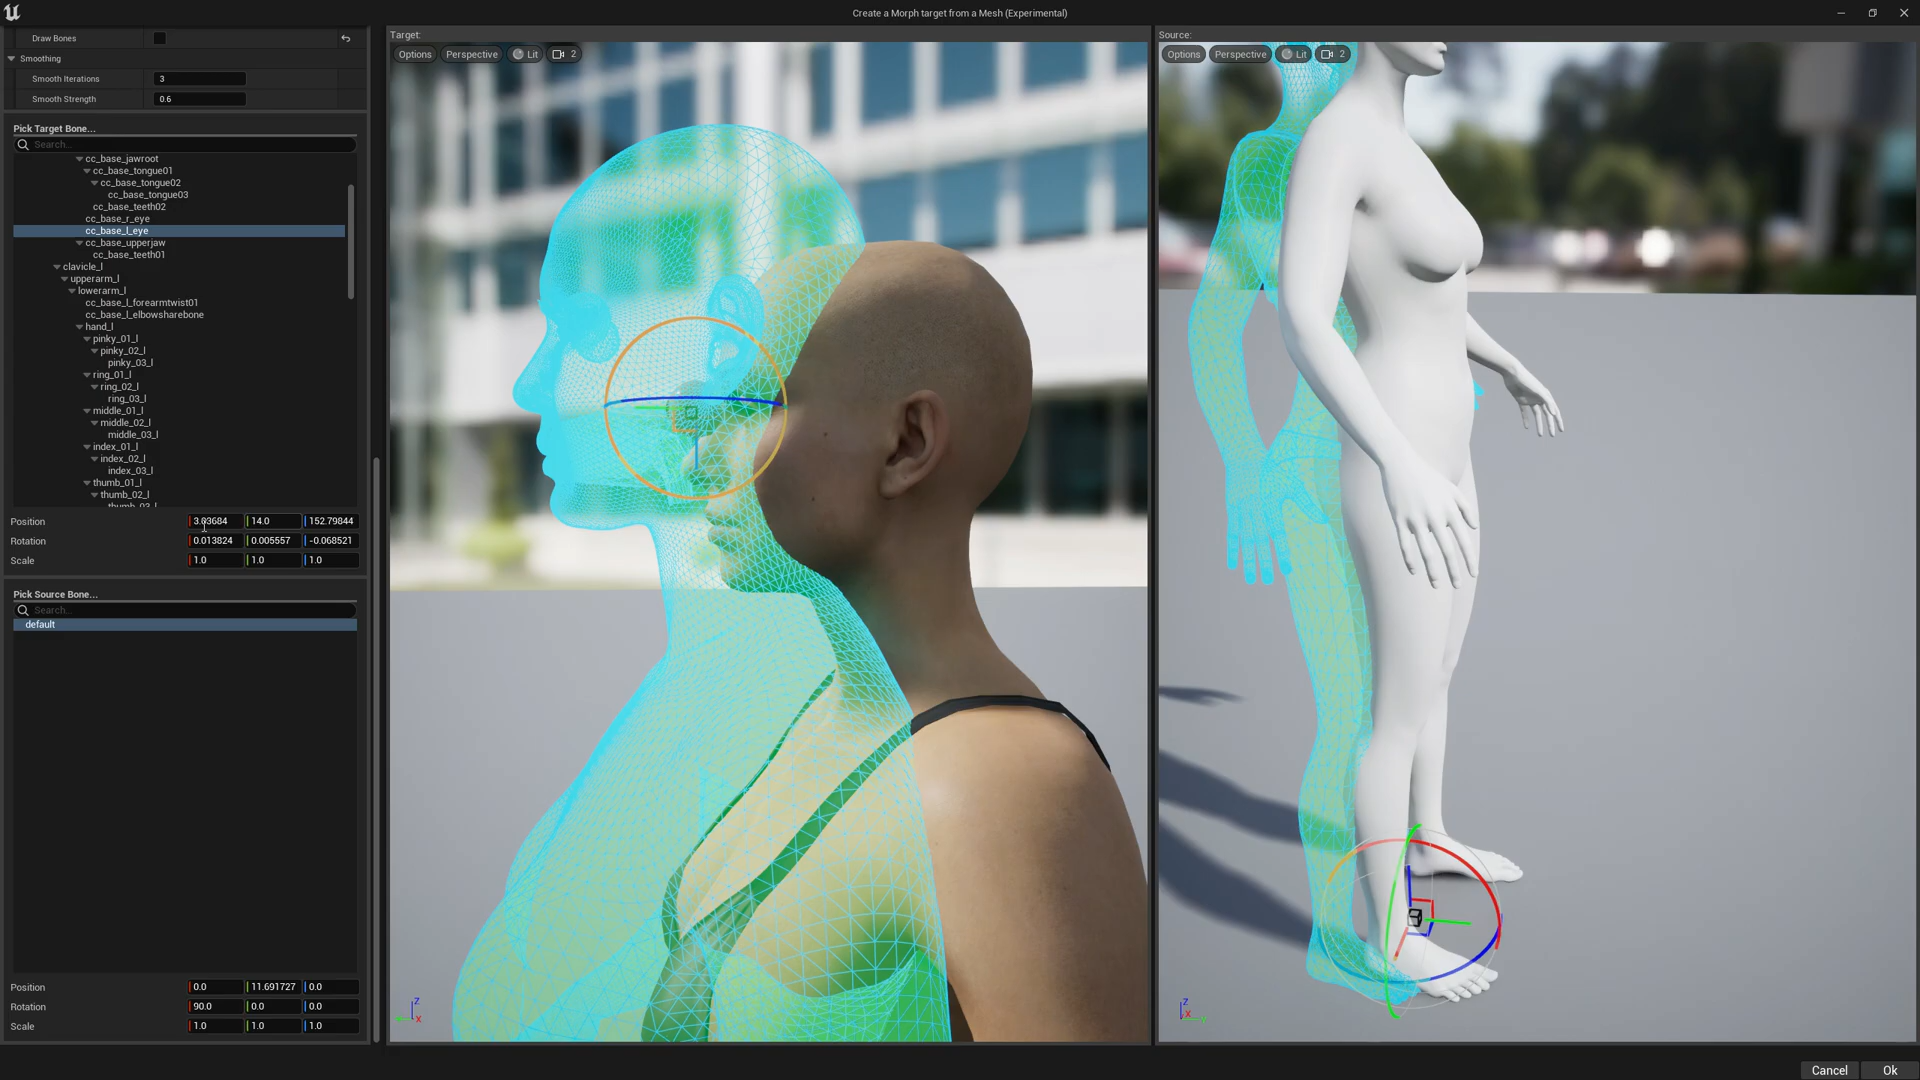 Create a Morph target from a Mesh (Experimental)
Draw Bones
Smoothing
Smooth Iterations 3
Smooth Strength 0.6
Pick Target Bone...
Search...
cc_base_jawroot
cc_base_tongue01
cc_base_tongue02
cc_base_tongue03
cc_base_teeth02
cc_base_r_eye
cc_base_l_eye
cc_base_upperjaw
cc_base_teeth01
clavicle_l
upperarm_l
lowerarm_l
cc_base_l_forearmtwist01
cc_base_l_elbowsharebone
hand_l
pinky_01_l
pinky_02_l
pinky_03_l
ring_01_l
ring_02_l
ring_03_l
middle_01_l
middle_02_l
middle_03_l
index_01_l
index_02_l
index_03_l
thumb_01_l
thumb_02_l
thumb_03_l
Position 3.03684 14.0 152.79844
Rotation 0.013824 0.005557 -0.068521
Scale 1.0 1.0 1.0
Pick Source Bone...
Search...
default
Position 0.0 11.691727 0.0
Rotation 90.0 0.0 0.0
Scale 1.0 1.0 1.0
Target:
Options Perspective Lit 2
Z
X
Source:
Options Perspective Lit 2
Z
X
Cancel Ok